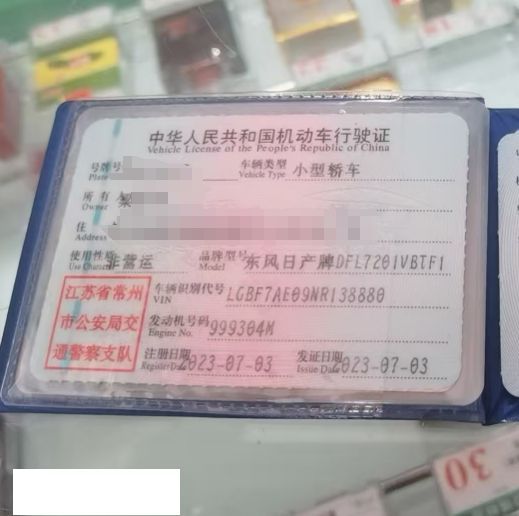 中华人民共和国机动车行驶证
Vehicle License of the People's Republic of China
号牌号
Plate
车辆类型
Vehicle Type
小型轿车
所有人
Owner
梁
住
Address
使用性质
Use Character
非营运
品牌型号
Model
东风日产牌DFL7201VBTF1
江苏省常州
市公安局交
通警察支队
车辆识别代号
VIN
LGBF7AE09NR138880
发动机号码
Engine No.
999304M
注册日期
Register Date
2023-07-03
发证日期
Issue Date
2023-07-03
30